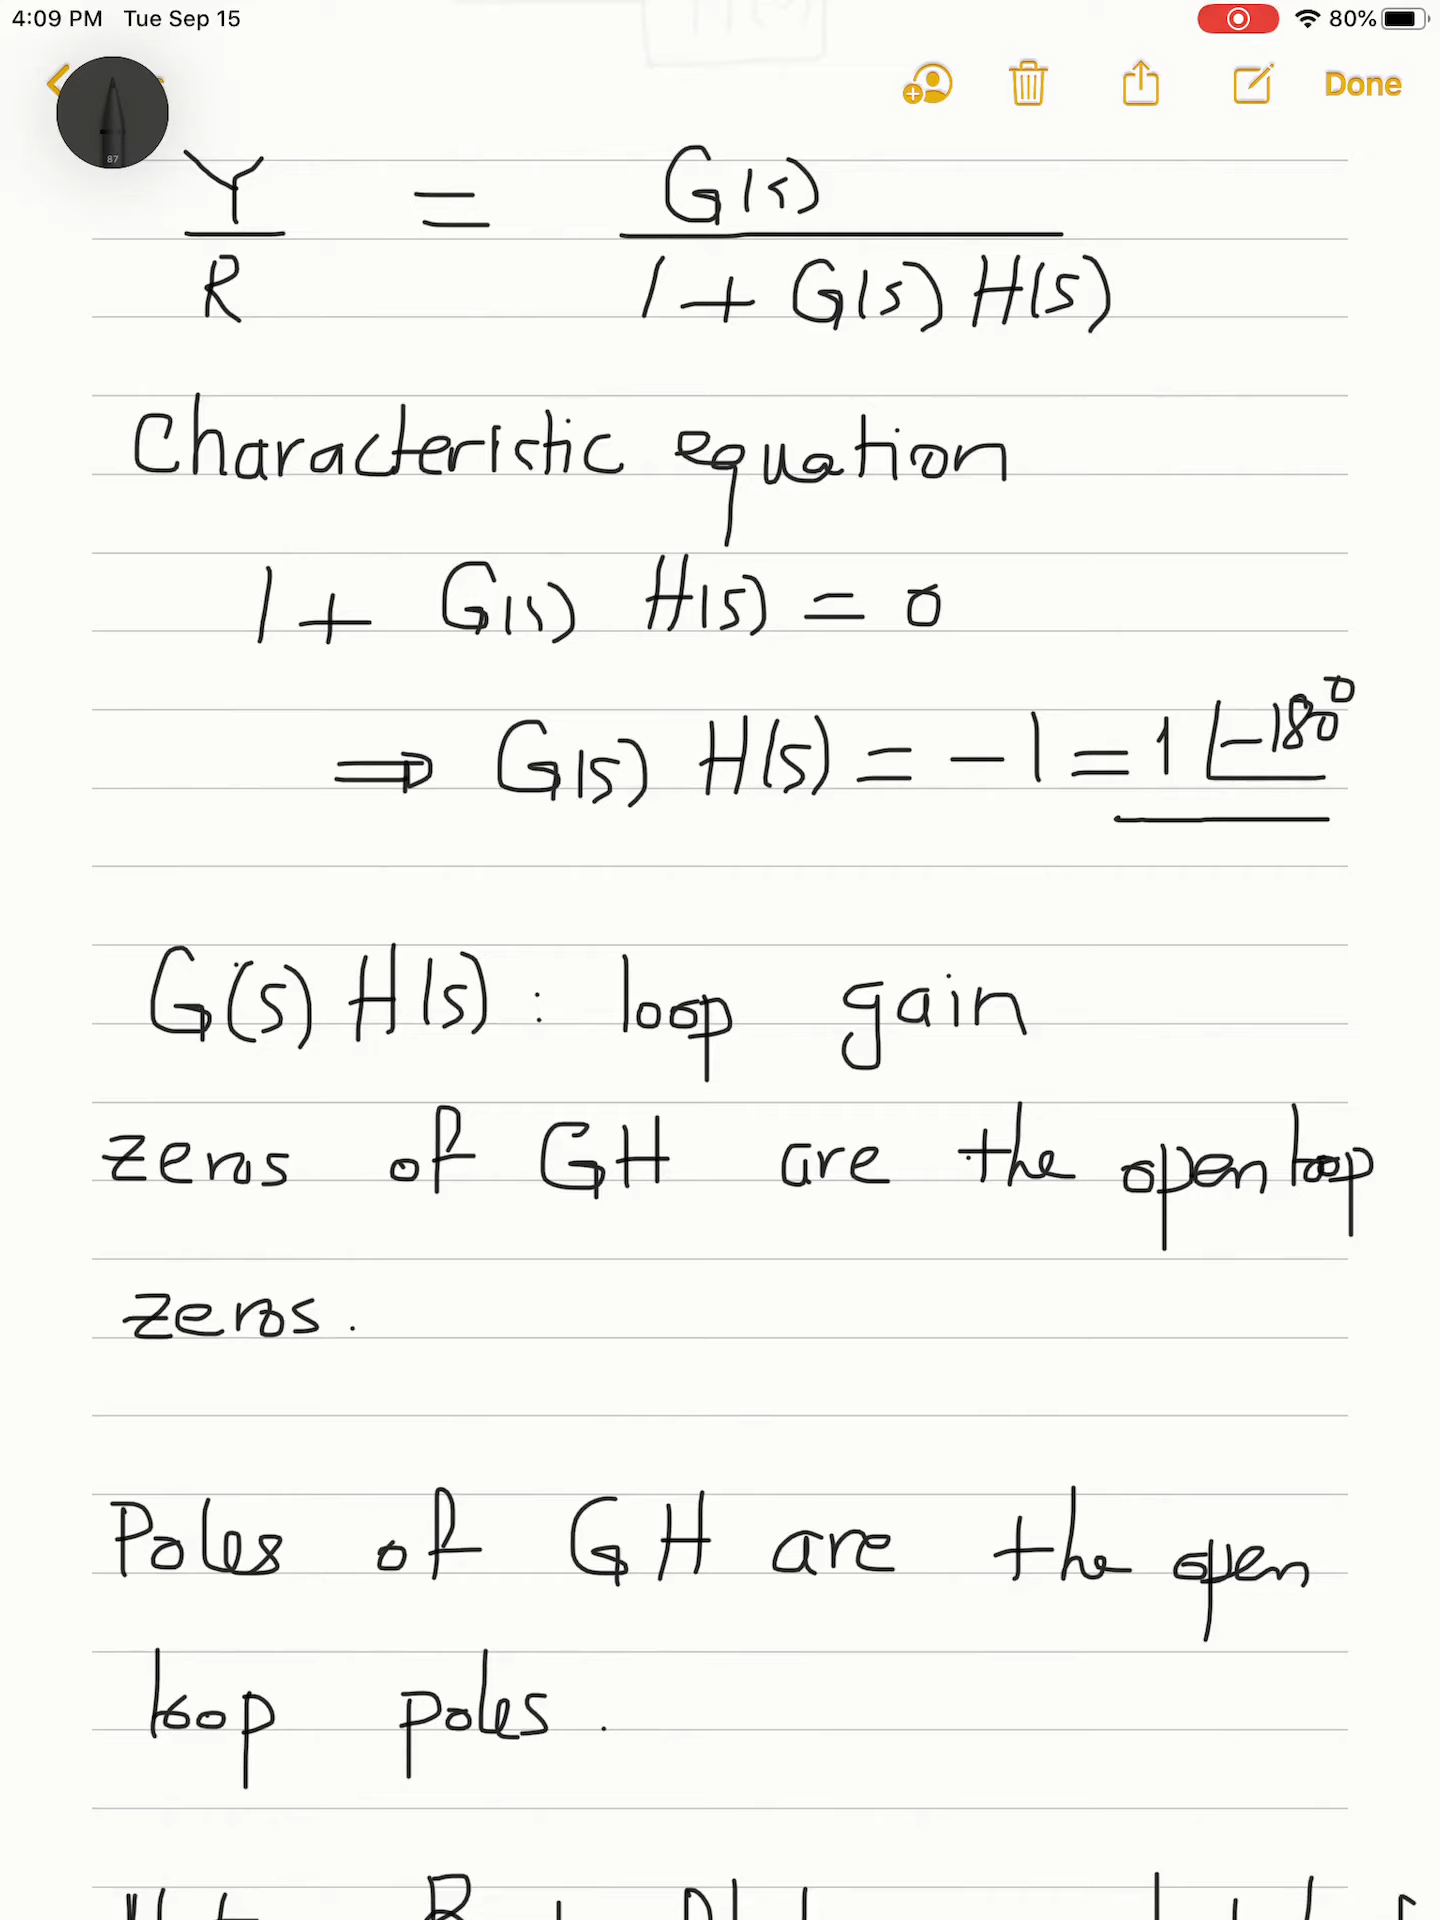 4:09 PM Tue Sep 15
80%
Done
87
Y/R = G(s) / 1 + G(s) H(s)
Characteristic equation
1 + G(s) H(s) = 0
⇒ G(s) H(s) = -1 = 1∠-180°
G(s) H(s) : loop gain
zeros of GH are the open loop
zeros.
Poles of GH are the open
loop poles.